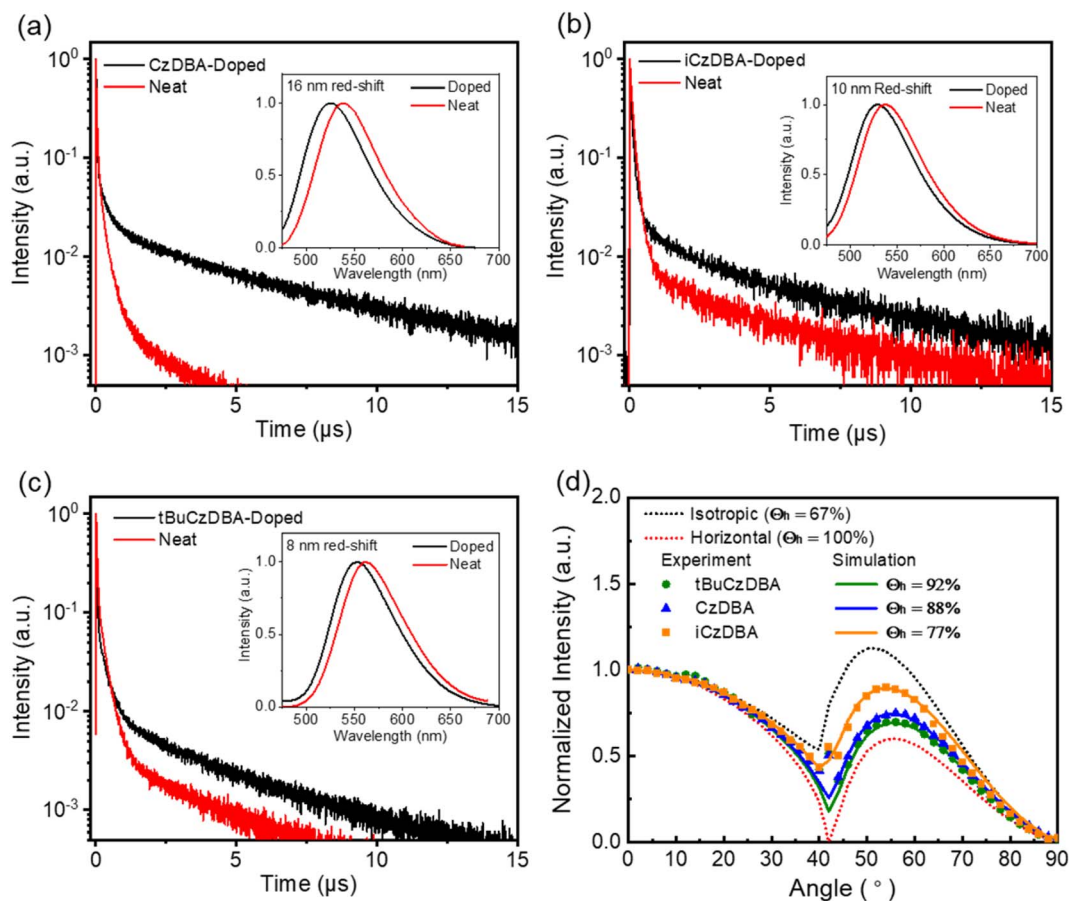 (a)
10⁰
10⁻¹
10⁻²
10⁻³
Intensity (a.u.)
CzDBA-Doped
Neat
16 nm red-shift
Doped
Neat
1.0
0.5
0.0
500 550 600 650 700
Wavelength (nm)
0 5 10 15
Time (µs)
(b)
10⁰
10⁻¹
10⁻²
10⁻³
Intensity (a.u.)
iCzDBA-Doped
Neat
10 nm Red-shift
Doped
Neat
Intensity (a.u.)
1.0
0.5
0.0
500 550 600 650 700
Wavelength (nm)
0 5 10 15
Time (µs)
(c)
10⁰
10⁻¹
10⁻²
10⁻³
Intensity (a.u.)
tBuCzDBA-Doped
Neat
8 nm red-shift
Doped
Neat
Intensity (a.u.)
1.0
0.5
0.0
500 550 600 650 700
Wavelength (nm)
0 5 10 15
Time (µs)
(d)
2.0
1.5
1.0
0.5
0.0
Normalized Intensity (a.u.)
Isotropic (Θₕ = 67%)
Horizontal (Θₕ = 100%)
Experiment Simulation
tBuCzDBA Θₕ = 92%
CzDBA Θₕ = 88%
iCzDBA Θₕ = 77%
0 10 20 30 40 50 60 70 80 90
Angle ( ° )